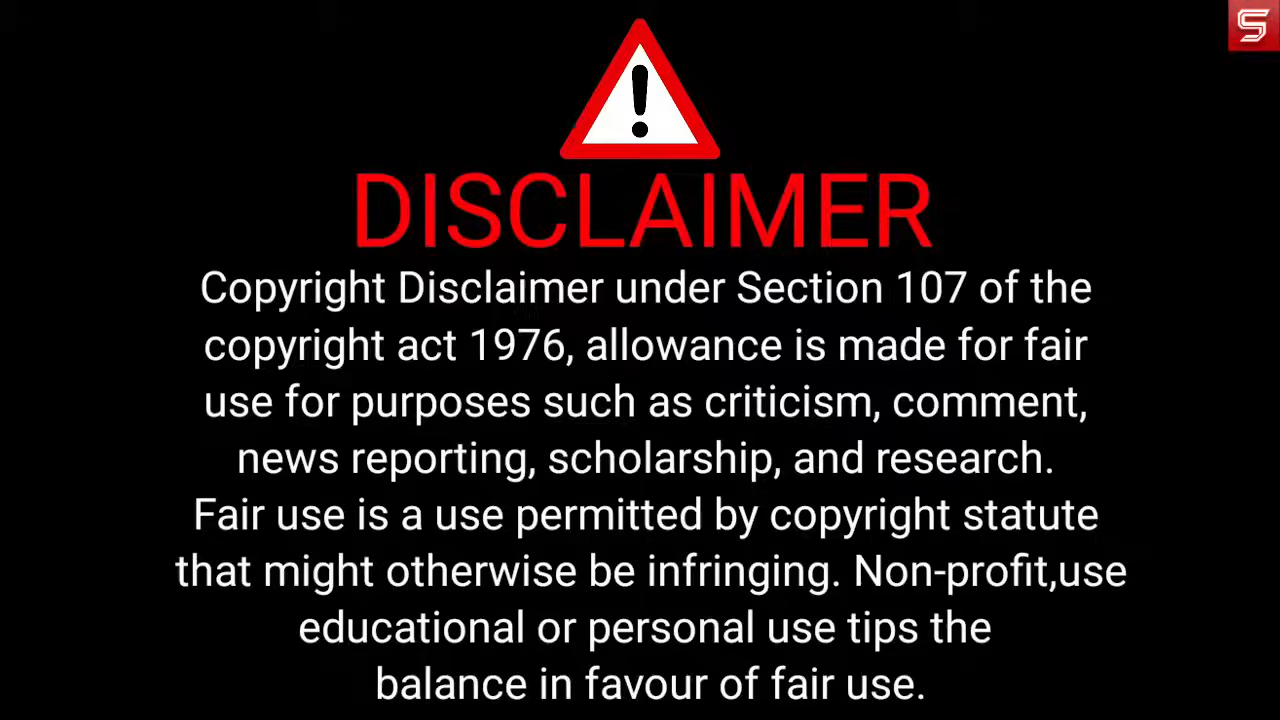 S
DISCLAIMER
Copyright Disclaimer under Section 107 of the
copyright act 1976, allowance is made for fair
use for purposes such as criticism, comment,
news reporting, scholarship, and research.
Fair use is a use permitted by copyright statute
that might otherwise be infringing. Non-profit,use
educational or personal use tips the
balance in favour of fair use.